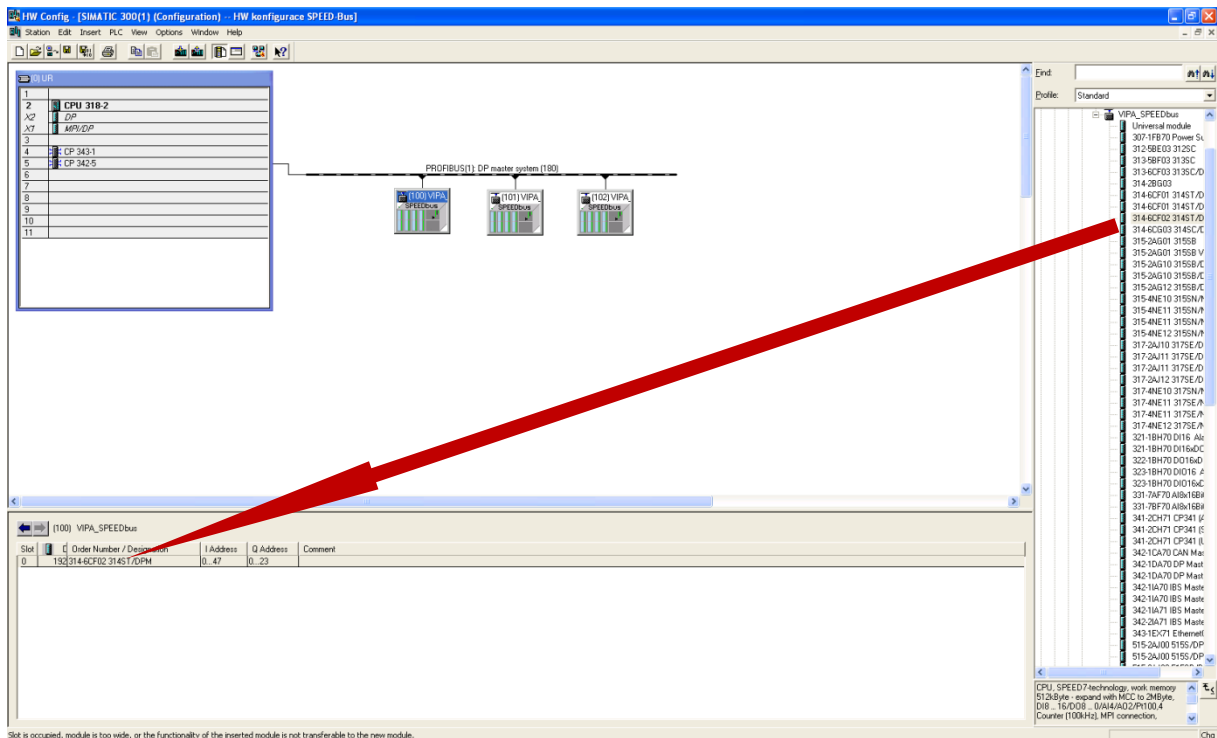 HW Config - [SIMATIC 300(1) (Configuration) -- HW konfigurace SPEED-Bus]
Station Edit Insert PLC View Options Window Help
(0) UR
1
2 CPU 318-2
X2 DP
X1 MPI/DP
3
4 CP 343-1
5 CP 342-5
6
7
8
9
10
11
PROFIBUS(1): DP master system (180)
(100) VIPA_ (101) VIPA_ (102) VIPA_
SPEEDbus SPEEDbus SPEEDbus
Find:
Profile: Standard
VIPA_SPEEDbus
Universal module
307-1FB70 Power Su
312-5BE03 312SC
313-5BF03 313SC
313-6CF03 313SC/D
314-2BG03
314-6CF01 314ST/D
314-6CF01 314ST/D
314-6CF02 314ST/D
314-6CG03 314SC/D
315-2AG01 315SB
315-2AG01 315SB V
315-2AG10 315SB/D
315-2AG10 315SB/D
315-2AG12 315SB/D
315-4NE10 315SN/N
315-4NE11 315SN/N
315-4NE11 315SN/N
315-4NE12 315SN/N
317-2AJ10 317SE/D
317-2AJ11 317SE/D
317-2AJ11 317SE/D
317-2AJ12 317SE/D
317-4NE10 317SN/N
317-4NE11 317SE/N
317-4NE11 317SE/N
317-4NE12 317SE/N
321-1BH70 DI16 Ala
321-1BH70 DI16xDC
322-1BH70 DO16xD
323-1BH70 DIO16 A
323-1BH70 DIO16xD
331-7AF70 AI8x16Bit
331-7BF70 AI8x16Bit
341-2CH71 CP341 (
341-2CH71 CP341 (
341-2CH71 CP341 (
342-1CA70 CAN Mas
342-1DA70 DP Mast
342-1DA70 DP Mast
342-1IA70 IBS Maste
342-1IA70 IBS Maste
342-1IA71 IBS Maste
342-2IA71 IBS Maste
343-1EX71 Ethernet(
515-2AJ00 515S/DP
515-2AJ00 515S/DP
CPU, SPEED7-technology, work memory
512kByte - expand with MCC to 2MByte,
DI8 .. 16/DO8 .. 0/AI4/AO2/Pt100,4
Counter (100kHz), MPI connection,
(100) VIPA_SPEEDbus
Slot Order Number / Designation I Address Q Address Comment
0 192 314-6CF02 314ST/DPM 0...47 0...23
Slot is occupied, module is too wide, or the functionality of the inserted module is not transferable to the new module. Chg